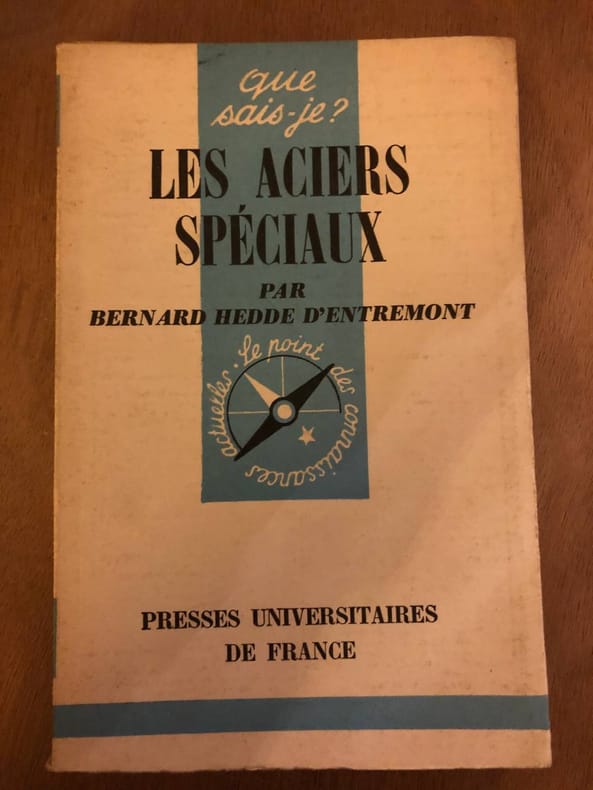 que
sais-je?
LES ACIERS
SPÉCIAUX
PAR
BERNARD HEDDE D'ENTREMONT
Le point des connaissances actuelles.
PRESSES UNIVERSITAIRES
DE FRANCE